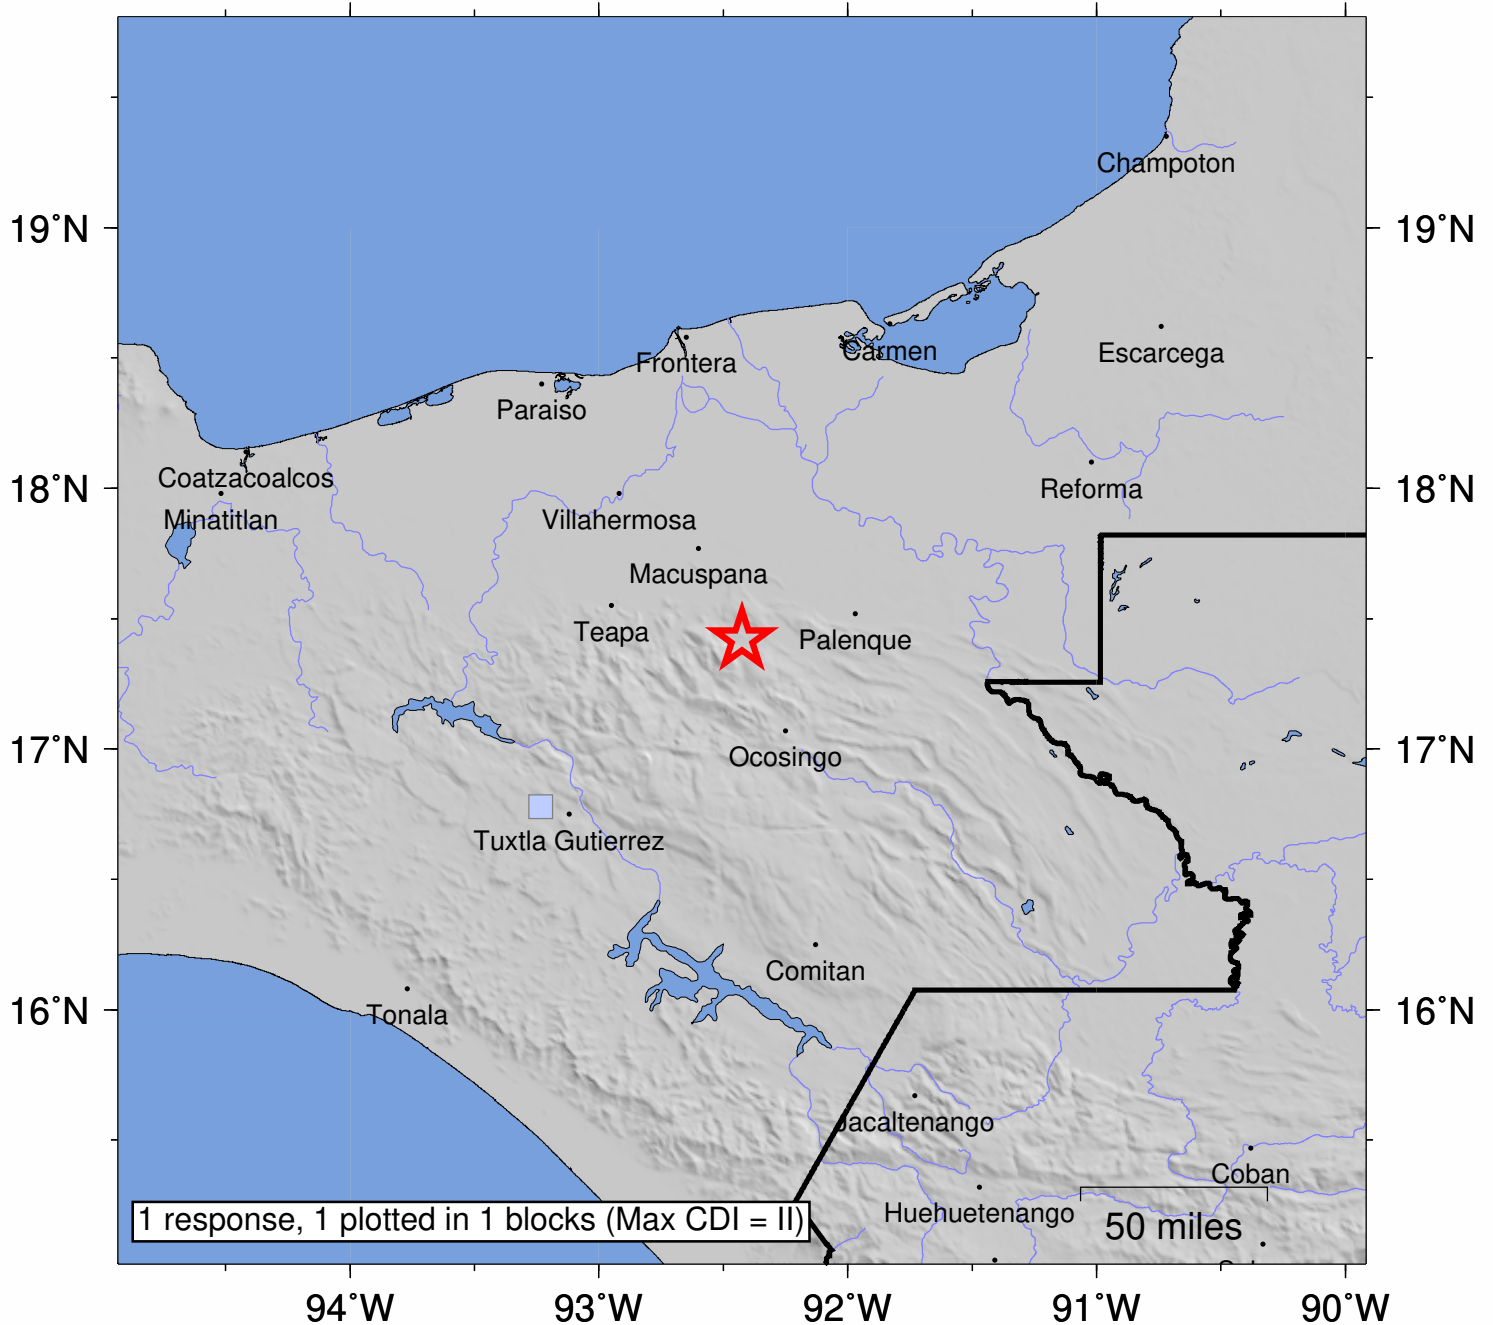 Champoton
19˚N
19˚N
Frontera
Carmen
Escarcega
Paraiso
Coatzacoalcos
18˚N
Reforma
18˚N
Minatitlan
Villahermosa
Macuspana
Teapa
Palenque
17˚N
Ocosingo
17˚N
Tuxtla Gutierrez
Comitan
16˚N
Tonala
16˚N
Jacaltenango
Coban
Huehuetenango
1 response, 1 plotted in 1 blocks (Max CDI = II)
50 miles
94˚W
93˚W
92˚W
91˚W
90˚W